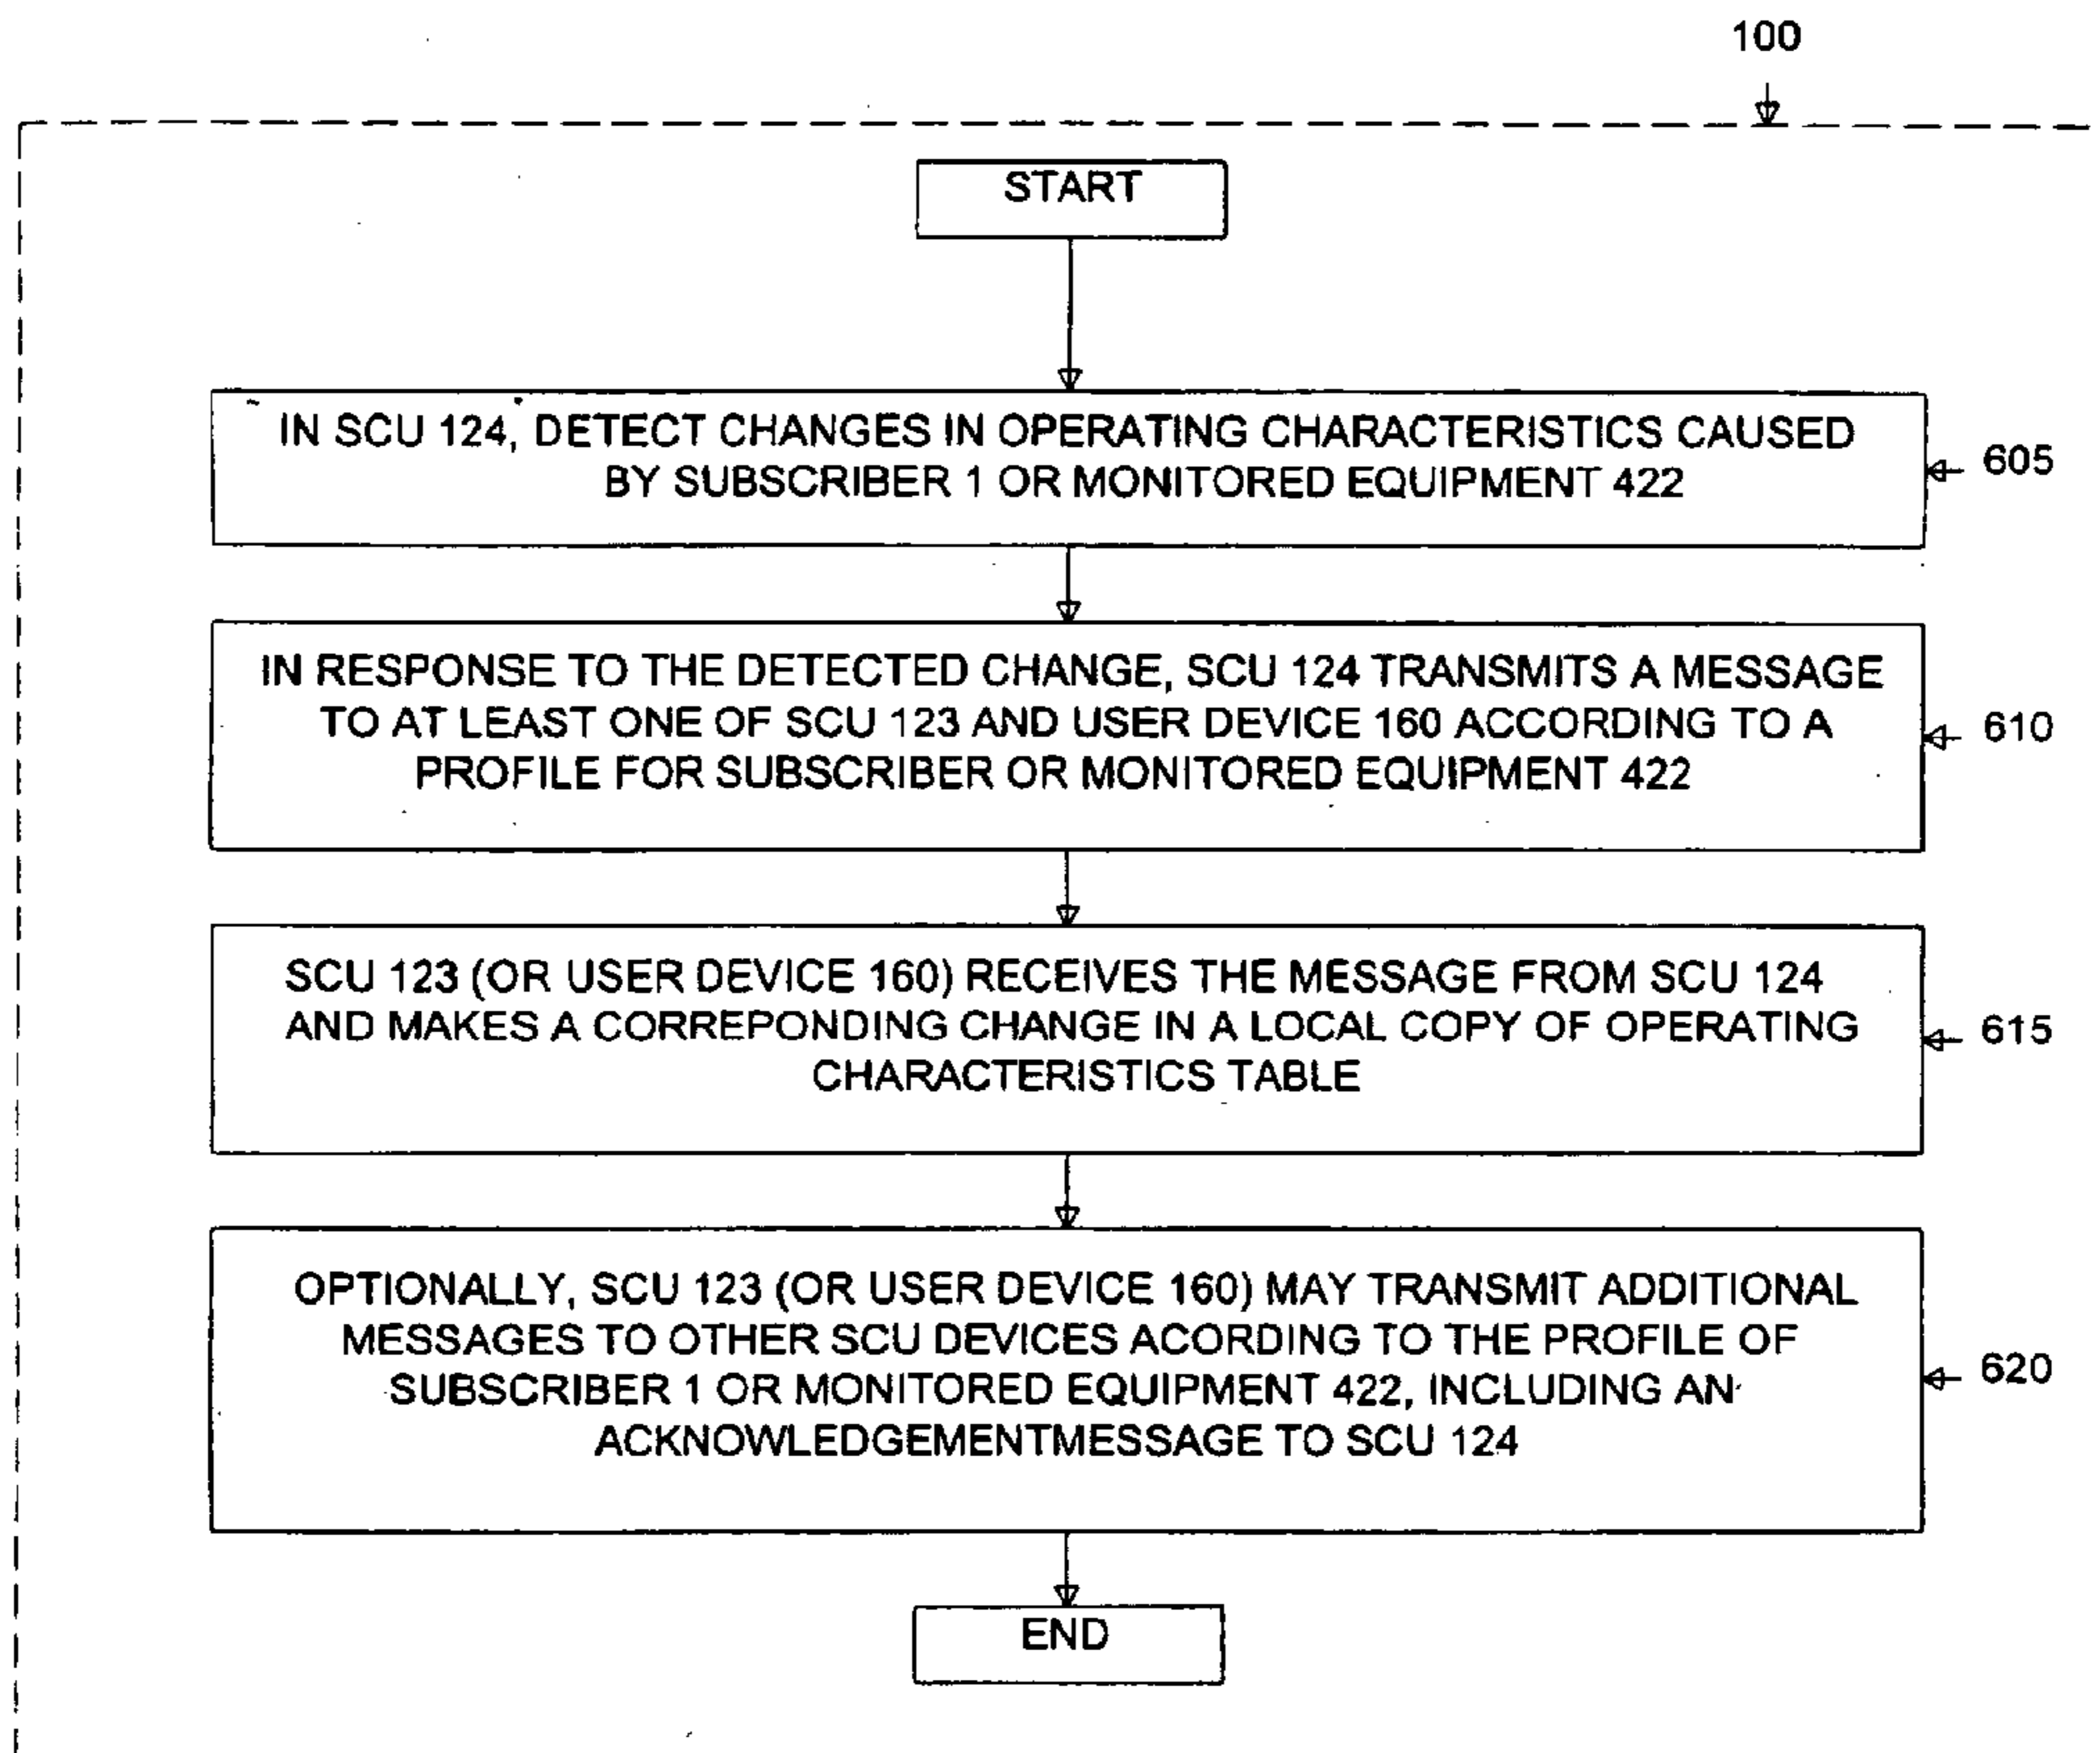 100
START
IN SCU 124, DETECT CHANGES IN OPERATING CHARACTERISTICS CAUSED
BY SUBSCRIBER 1 OR MONITORED EQUIPMENT 422
605
IN RESPONSE TO THE DETECTED CHANGE, SCU 124 TRANSMITS A MESSAGE
TO AT LEAST ONE OF SCU 123 AND USER DEVICE 160 ACCORDING TO A
PROFILE FOR SUBSCRIBER OR MONITORED EQUIPMENT 422
610
SCU 123 (OR USER DEVICE 160) RECEIVES THE MESSAGE FROM SCU 124
AND MAKES A CORREPONDING CHANGE IN A LOCAL COPY OF OPERATING
CHARACTERISTICS TABLE
615
OPTIONALLY, SCU 123 (OR USER DEVICE 160) MAY TRANSMIT ADDITIONAL
MESSAGES TO OTHER SCU DEVICES ACORDING TO THE PROFILE OF
SUBSCRIBER 1 OR MONITORED EQUIPMENT 422, INCLUDING AN
ACKNOWLEDGEMENTMESSAGE TO SCU 124
620
END